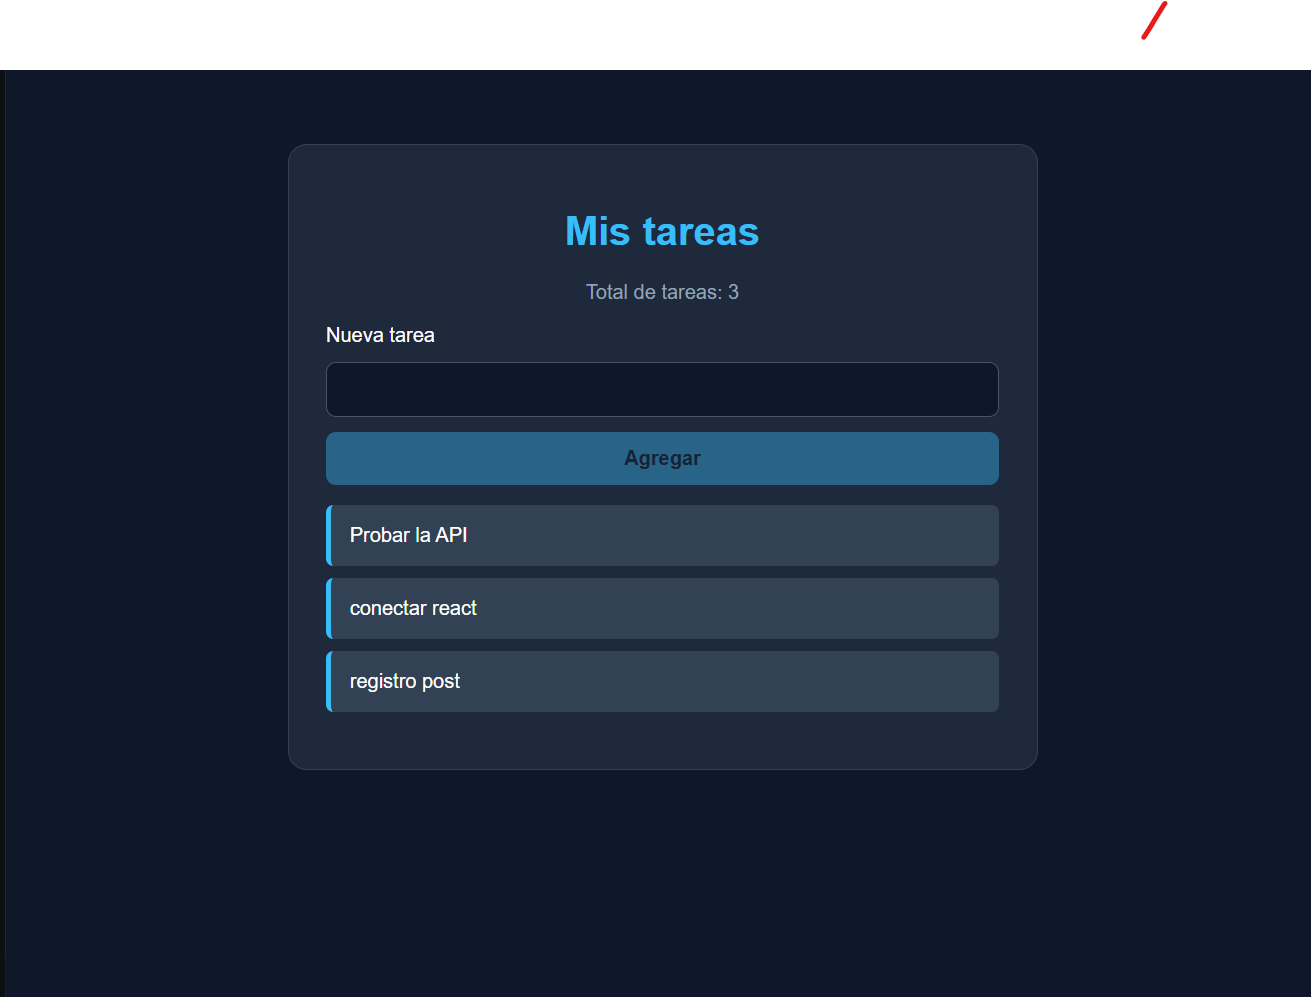 Mis tareas
Total de tareas: 3
Nueva tarea
Agregar
Probar la API
conectar react
registro post